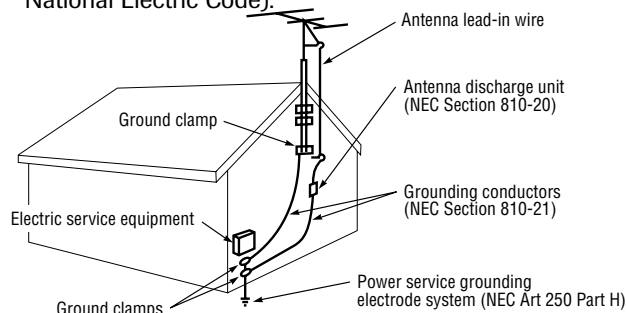 National Electric Code).
Antenna lead-in wire
Antenna discharge unit
(NEC Section 810-20)
Ground clamp
Grounding conductors
(NEC Section 810-21)
Electric service equipment
Power service grounding
electrode system (NEC Art 250 Part H)
Ground clamps